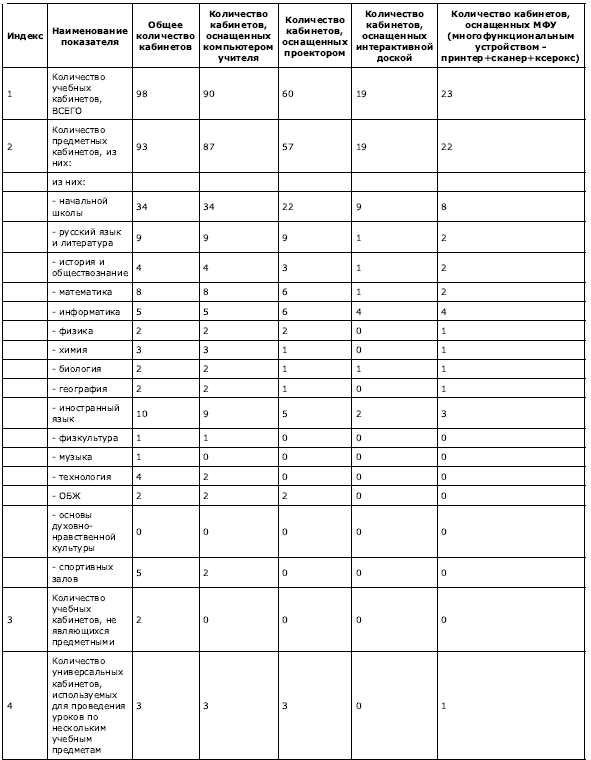 Индекс
Наименование
показателя
Общее
количество
кабинетов
Количество
кабинетов,
оснащенных
компьютером
учителя
Количество
кабинетов,
оснащенных
проектором
Количество
кабинетов,
оснащенных
интерактивной
доской
Количество кабинетов,
оснащенных МФУ
(многофункциональным
устройством -
принтер+сканер+ксерокс)
1
Количество
учебных
кабинетов,
ВСЕГО
98
90
60
19
23
2
Количество
предметных
кабинетов, из
них:
93
87
57
19
22
из них:
- начальной
школы
34
34
22
9
8
- русский язык
и литература
9
9
9
1
2
- история и
обществознание
4
4
3
1
2
- математика
8
8
6
1
2
- информатика
5
5
6
4
4
- физика
2
2
2
0
1
- химия
3
3
1
0
1
- биология
2
2
1
1
1
- география
2
2
1
0
1
- иностранный
язык
10
9
5
2
3
- физкультура
1
1
0
0
0
- музыка
1
0
0
0
0
- технология
4
2
0
0
0
- ОБЖ
2
2
2
0
0
- основы
духовно-
нравственной
культуры
0
0
0
0
0
- спортивных
залов
5
2
0
0
0
3
Количество
учебных
кабинетов, не
являющихся
предметными
2
0
0
0
0
4
Количество
универсальных
кабинетов,
используемых
для проведения
уроков по
нескольким
учебным
предметам
3
3
3
0
1